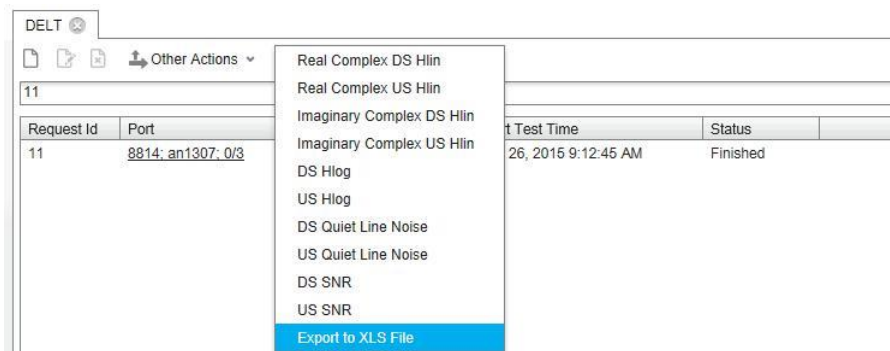 DELT
Other Actions
11
Request Id Port t Test Time Status
11 8814; an1307; 0/3 26, 2015 9:12:45 AM Finished
Real Complex DS Hlin
Real Complex US Hlin
Imaginary Complex DS Hlin
Imaginary Complex US Hlin
DS Hlog
US Hlog
DS Quiet Line Noise
US Quiet Line Noise
DS SNR
US SNR
Export to XLS File